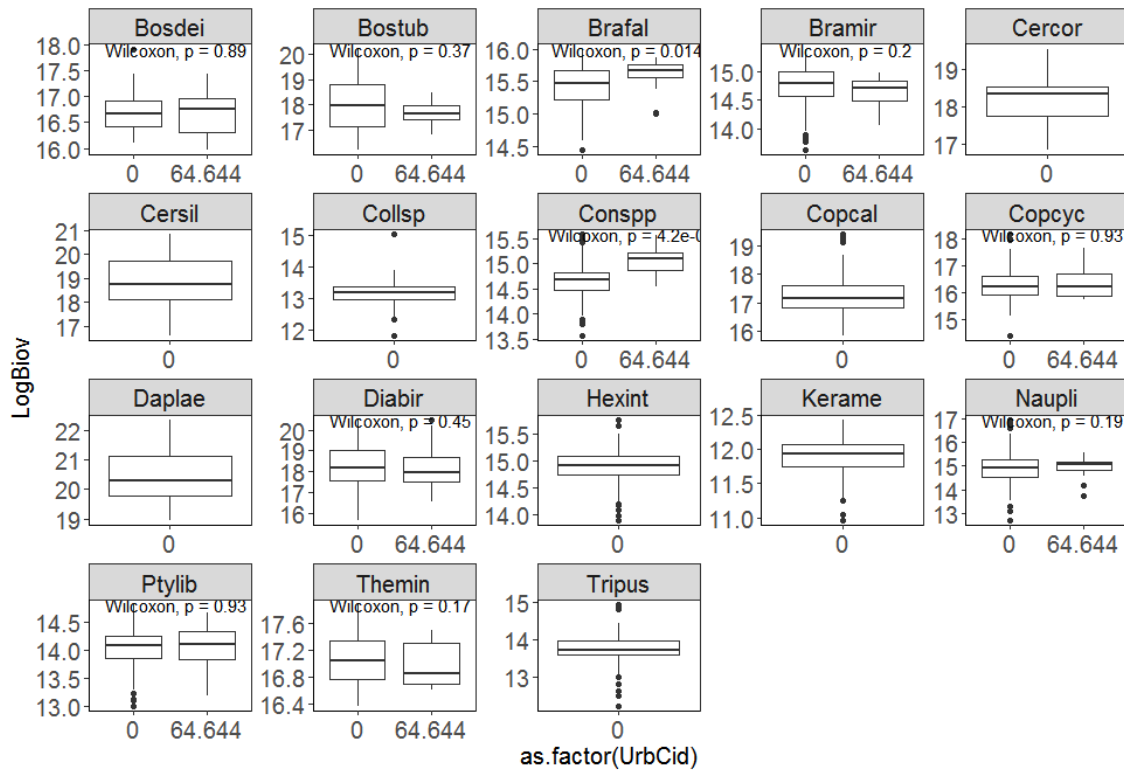 Bosdei Bostub Brafal Bramir Cercor
Wilcoxon, p = 0.89 Wilcoxon, p = 0.37 Wilcoxon, p = 0.014 Wilcoxon, p = 0.2
18.0 17.5 17.0 16.5 16.0
20 19 18 17
16.0 15.5 15.0 14.5
15.0 14.5 14.0
19 18 17
0 64.644 0 64.644 0 64.644 0 64.644 0
Cersil Collsp Conspp Copcal Copcyc
Wilcoxon, p = 4.2e-0 Wilcoxon, p = 0.93
21 20 19 18 17
15 14 13 12
15.5 15.0 14.5 14.0 13.5
19 18 17 16
18 17 16 15
0 0 0 64.644 0 0 64.644
LogBiov
Daplae Diabir Hexint Kerame Naupli
Wilcoxon, p = 0.45 Wilcoxon, p = 0.19
22 21 20 19
20 19 18 17 16
15.5 15.0 14.5 14.0
12.5 12.0 11.5 11.0
17 16 15 14 13
0 0 64.644 0 0 0 64.644
Ptylib Themin Tripus
Wilcoxon, p = 0.93 Wilcoxon, p = 0.17
14.5 14.0 13.5 13.0
17.6 17.2 16.8 16.4
15 14 13
0 64.644 0 64.644 0
as.factor(UrbCid)